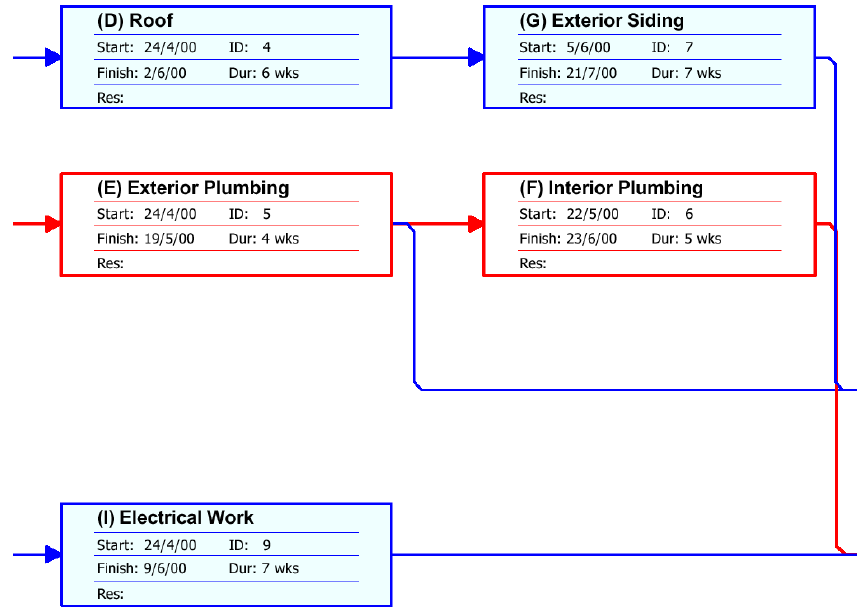 (D) Roof
Start: 24/4/00 ID: 4
Finish: 2/6/00 Dur: 6 wks
Res:
(G) Exterior Siding
Start: 5/6/00 ID: 7
Finish: 21/7/00 Dur: 7 wks
Res:
(E) Exterior Plumbing
Start: 24/4/00 ID: 5
Finish: 19/5/00 Dur: 4 wks
Res:
(F) Interior Plumbing
Start: 22/5/00 ID: 6
Finish: 23/6/00 Dur: 5 wks
Res:
(I) Electrical Work
Start: 24/4/00 ID: 9
Finish: 9/6/00 Dur: 7 wks
Res: